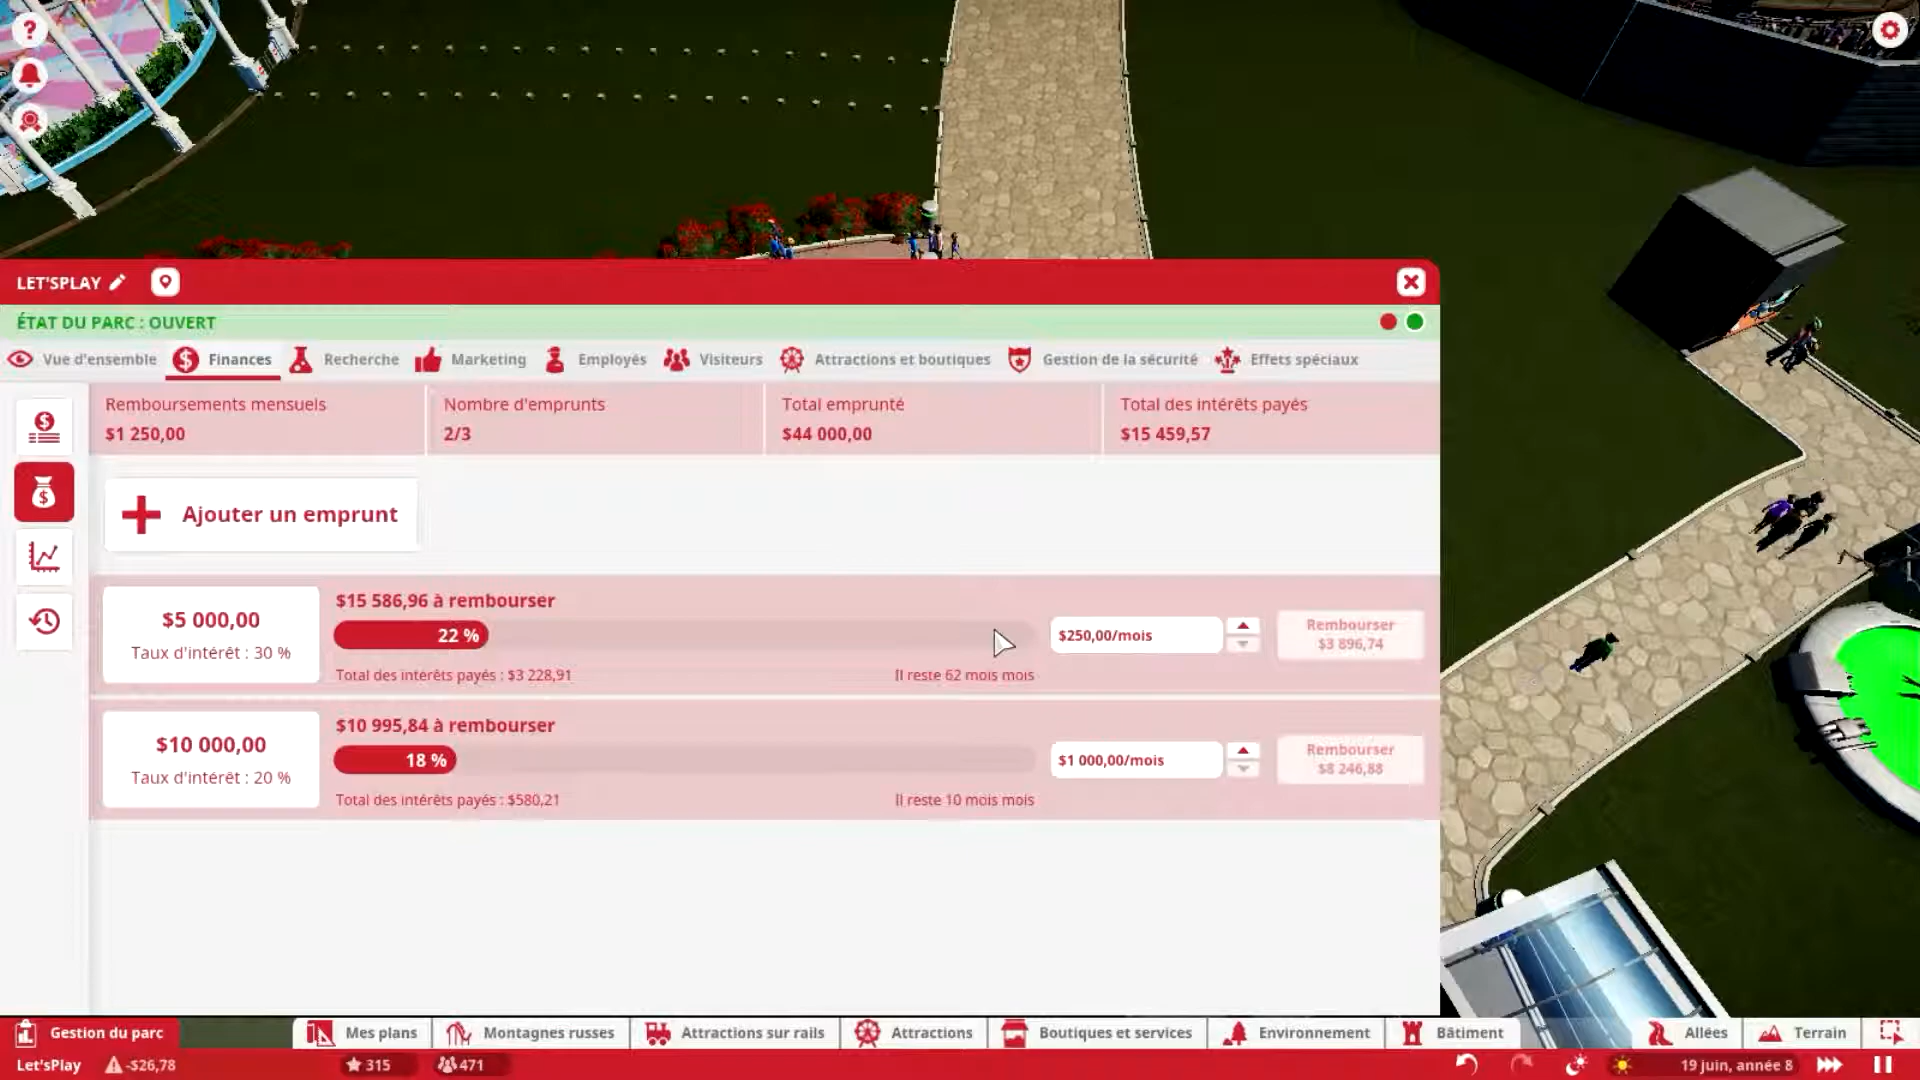 ?
LET'SPLAY
ÉTAT DU PARC : OUVERT
Vue d'ensemble
Finances
Recherche
Marketing
Employés
Visiteurs
Attractions et boutiques
Gestion de la sécurité
Effets spéciaux
Remboursements mensuels
$1 250,00
Nombre d'emprunts
2/3
Total emprunté
$44 000,00
Total des intérêts payés
$15 459,57
Ajouter un emprunt
$5 000,00
Taux d'intérêt : 30 %
$15 586,96 à rembourser
22 %
Total des intérêts payés : $3 228,91
Il reste 62 mois mois
$250,00/mois
Rembourser
$3 896,74
$10 000,00
Taux d'intérêt : 20 %
$10 995,84 à rembourser
18 %
Total des intérêts payés : $580,21
Il reste 10 mois mois
$1 000,00/mois
Rembourser
$8 246,88
Gestion du parc
Mes plans
Montagnes russes
Attractions sur rails
Attractions
Boutiques et services
Environnement
Bâtiment
Allées
Terrain
Let'sPlay
-$26,78
315
471
19 juin, année 8